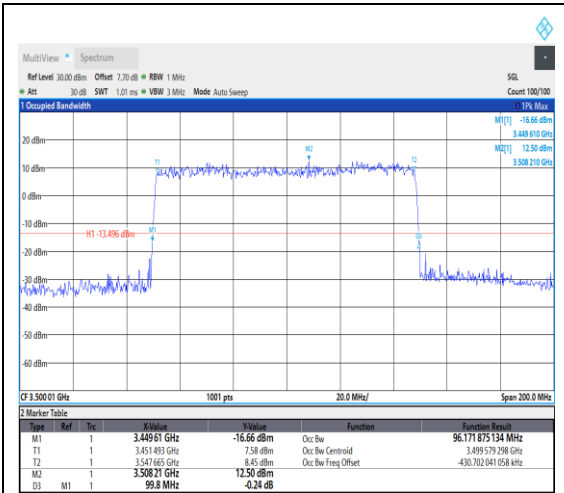 MultiView Spectrum
Ref Level 30.00 dBm Offset 7.70 dB RBW 1 MHz SGL
Att 30 dB SWT 1.01 ms VBW 3 MHz Mode Auto Sweep Count 100/100
1 Occupied Bandwidth 1Pk Max
M1[1] -16.66 dBm
3.449 610 GHz
M2[1] 12.50 dBm
3.508 210 GHz
20 dBm
M2
T1
T2
10 dBm
0 dBm
-10 dBm
H1 -13.496 dBm
M1
D3
-20 dBm
-30 dBm
-40 dBm
-50 dBm
-60 dBm
CF 3.500 01 GHz 1001 pts 20.0 MHz/ Span 200.0 MHz
2 Marker Table
Type Ref Trc X-Value Y-Value Function Function Result
M1 1 3.449 61 GHz -16.66 dBm Occ Bw 96.171 875 134 MHz
T1 1 3.451 493 GHz 7.58 dBm Occ Bw Centroid 3.499 579 298 GHz
T2 1 3.547 665 GHz 8.45 dBm Occ Bw Freq Offset -430.702 041 058 kHz
M2 1 3.508 21 GHz 12.50 dBm
D3 M1 1 99.8 MHz -0.24 dB